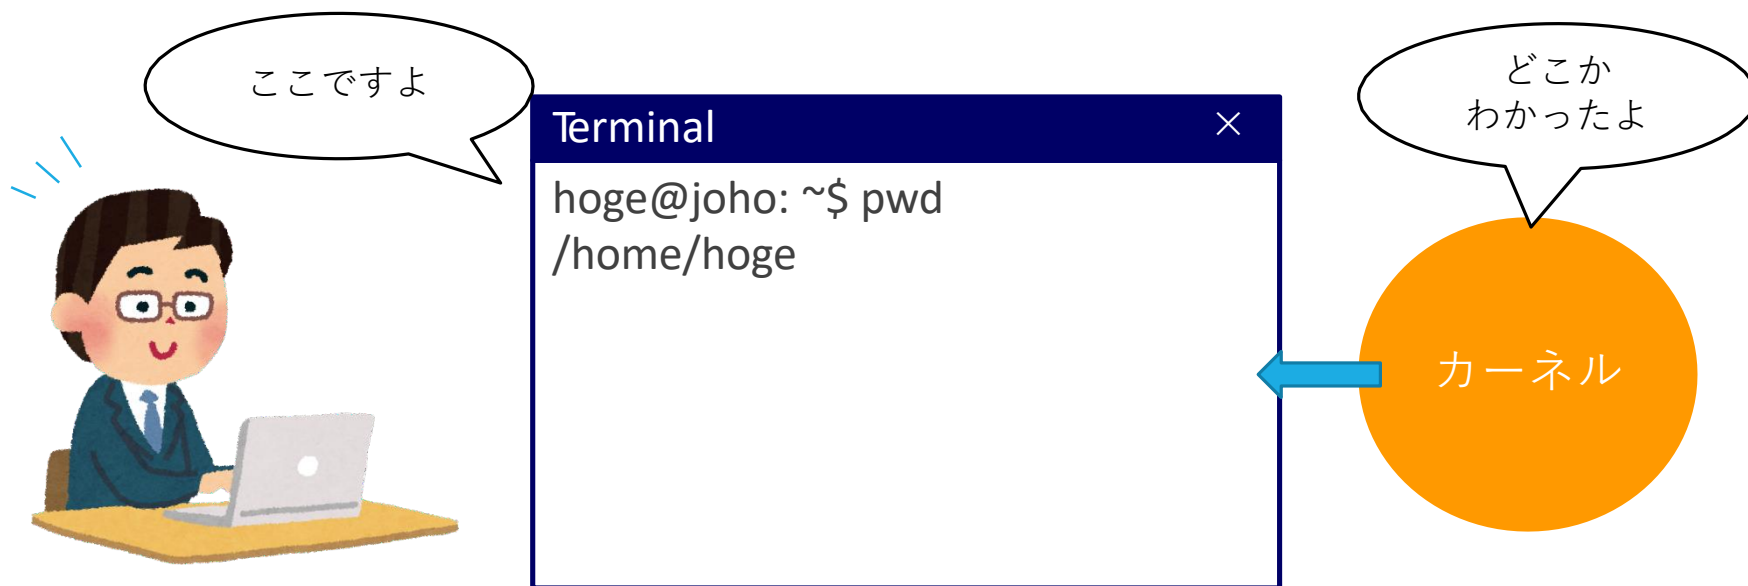 ここですよ
Terminal ×
hoge@joho: ~$ pwd
/home/hoge
どこか
わかったよ
カーネル